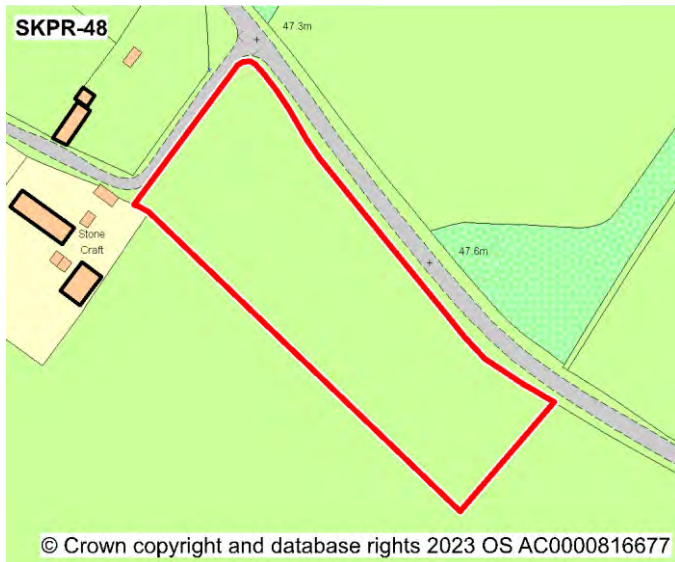 SKPR-48
47.3m
Stone
Craft
47.6m
© Crown copyright and database rights 2023 OS AC0000816677